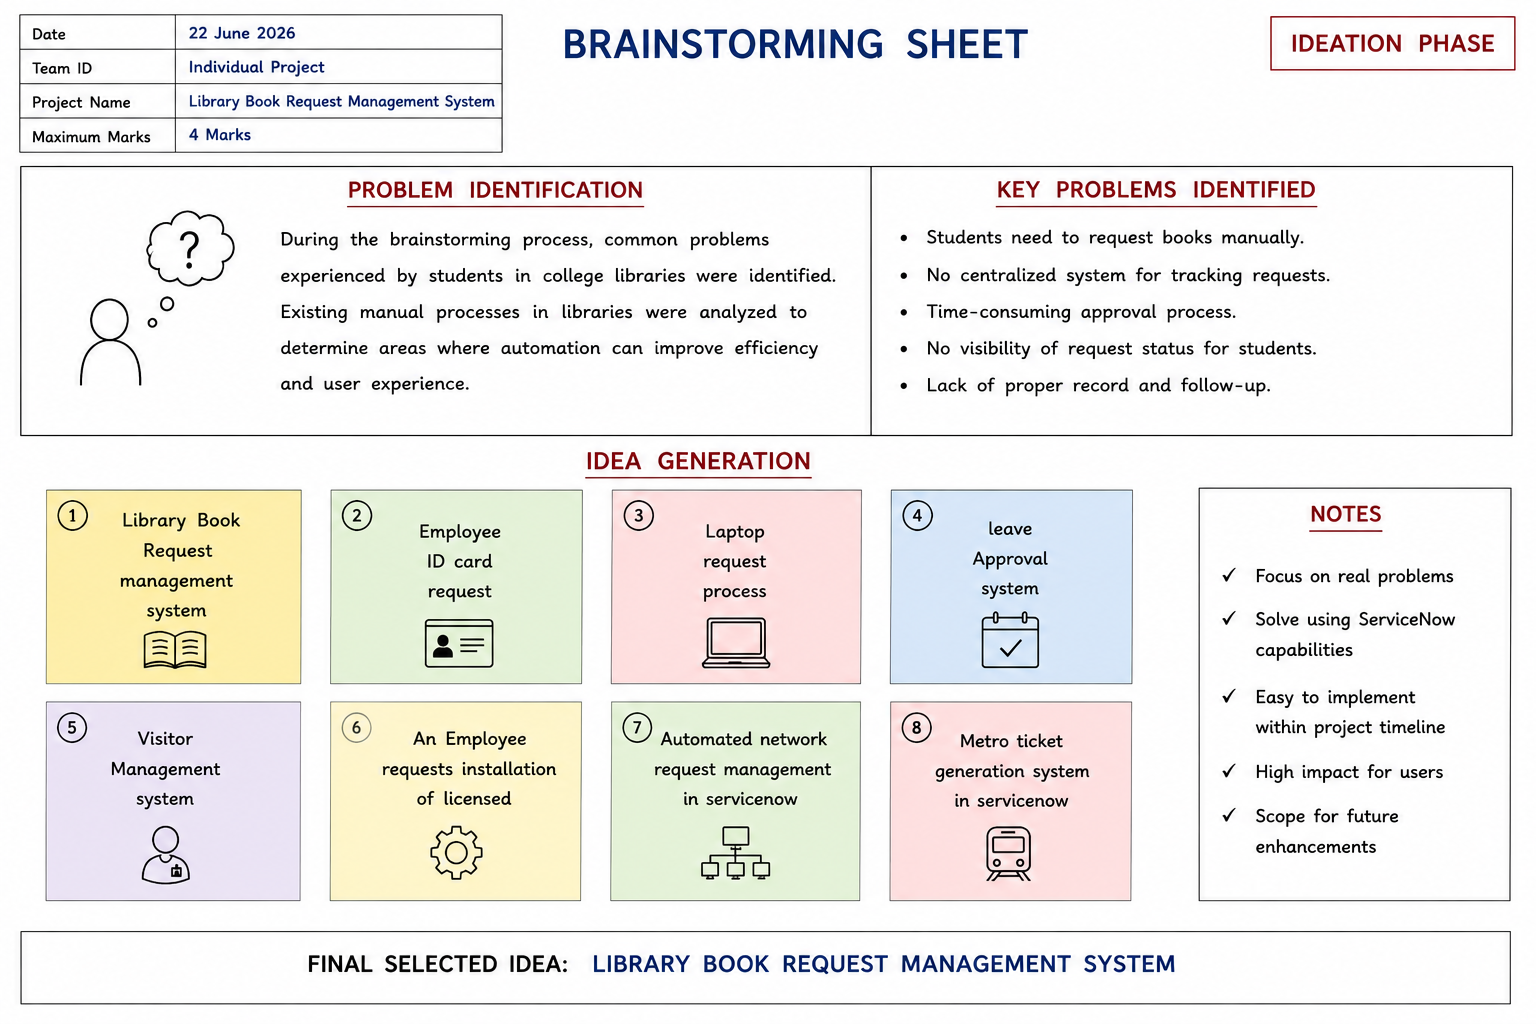 Date 22 June 2026
Team ID Individual Project
Project Name Library Book Request Management System
Maximum Marks 4 Marks
BRAINSTORMING SHEET
IDEATION PHASE
PROBLEM IDENTIFICATION
?
During the brainstorming process, common problems
experienced by students in college libraries were identified.
Existing manual processes in libraries were analyzed to
determine areas where automation can improve efficiency
and user experience.
KEY PROBLEMS IDENTIFIED
• Students need to request books manually.
• No centralized system for tracking requests.
• Time-consuming approval process.
• No visibility of request status for students.
• Lack of proper record and follow-up.
IDEA GENERATION
1
Library Book
Request
management
system
2
Employee
ID card
request
3
Laptop
request
process
4
leave
Approval
system
5
Visitor
Management
system
6
An Employee
requests installation
of licensed
7
Automated network
request management
in servicenow
8
Metro ticket
generation system
in servicenow
NOTES
✓ Focus on real problems
✓ Solve using ServiceNow
capabilities
✓ Easy to implement
within project timeline
✓ High impact for users
✓ Scope for future
enhancements
FINAL SELECTED IDEA: LIBRARY BOOK REQUEST MANAGEMENT SYSTEM